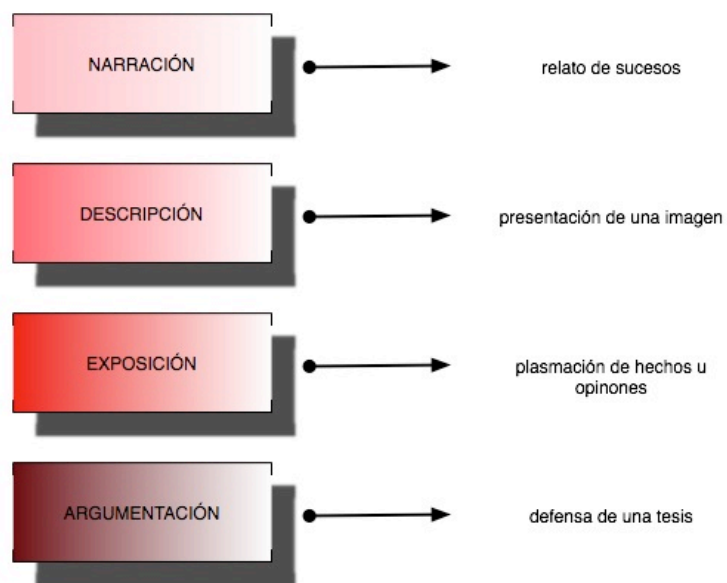 NARRACIÓN
relato de sucesos
DESCRIPCIÓN
presentación de una imagen
EXPOSICIÓN
plasmación de hechos u
opinones
ARGUMENTACIÓN
defensa de una tesis